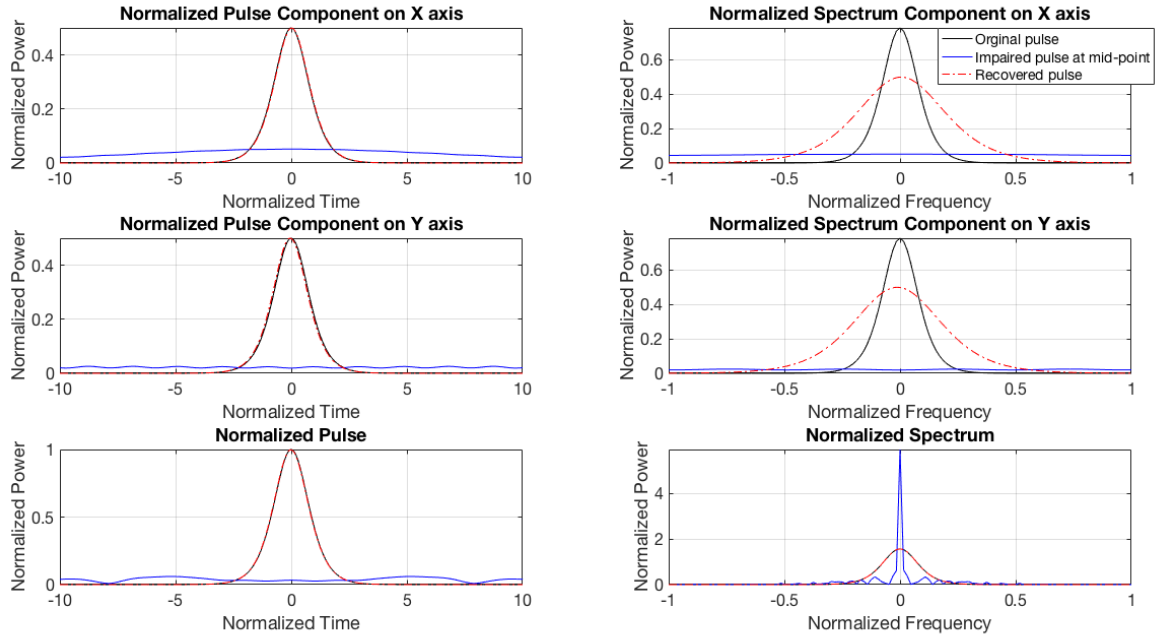 Normalized Pulse Component on X axis
Normalized Power
0.4
0.2
0
-10
-5
0
5
10
Normalized Time
Normalized Spectrum Component on X axis
Normalized Power
0.6
0.4
0.2
0
-1
-0.5
0
0.5
1
Normalized Frequency
Orginal pulse
Impaired pulse at mid-point
Recovered pulse
Normalized Pulse Component on Y axis
Normalized Power
0.4
0.2
0
-10
-5
0
5
10
Normalized Time
Normalized Spectrum Component on Y axis
Normalized Power
0.6
0.4
0.2
0
-1
-0.5
0
0.5
1
Normalized Frequency
Normalized Pulse
Normalized Power
1
0.5
0
-10
-5
0
5
10
Normalized Time
Normalized Spectrum
Normalized Power
4
2
0
-1
-0.5
0
0.5
1
Normalized Frequency